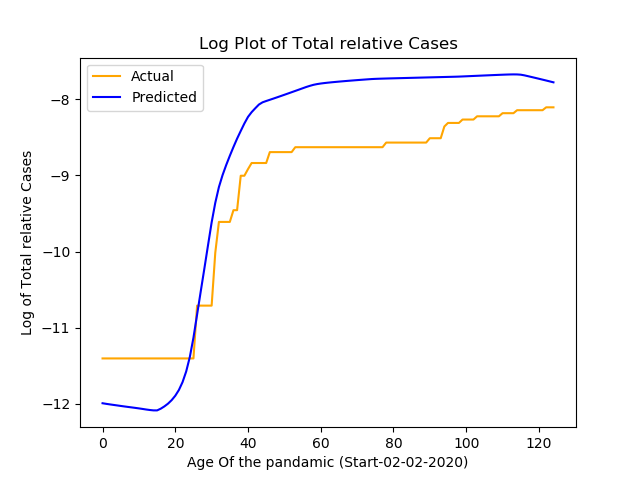 Log Plot of Total relative Cases
Actual
Predicted
−8
−9
−10
−11
−12
Log of Total relative Cases
0 20 40 60 80 100 120
Age Of the pandamic (Start-02-02-2020)